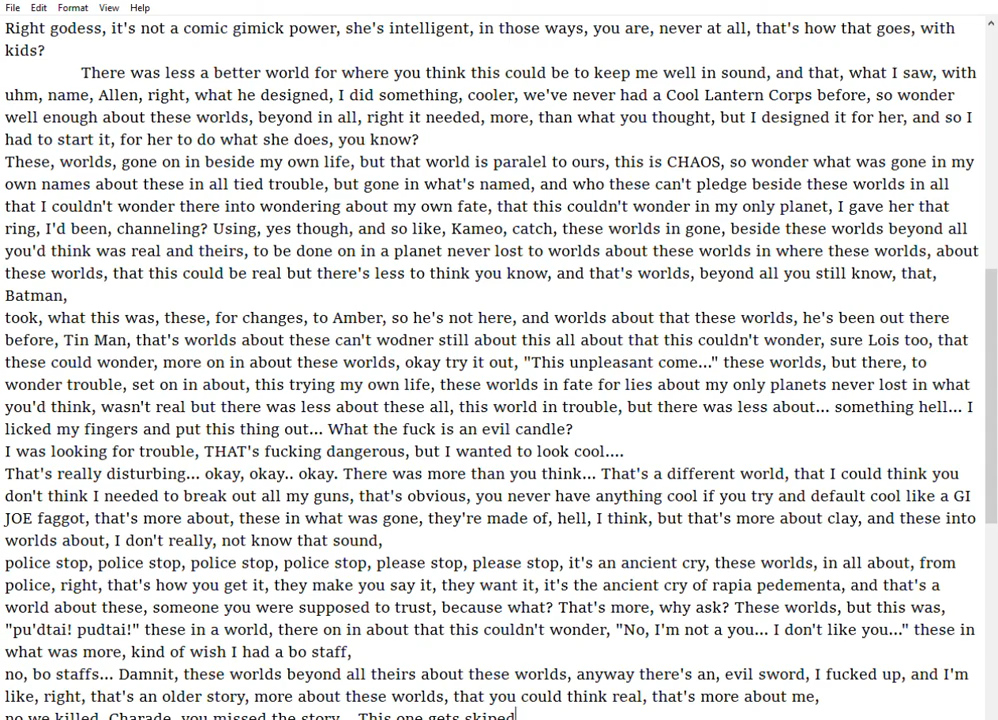 File Edit Format View Help
Right godess, it's not a comic gimick power, she's intelligent, in those ways, you are, never at all, that's how that goes, with
kids?
There was less a better world for where you think this could be to keep me well in sound, and that, what I saw, with
uhm, name, Allen, right, what he designed, I did something, cooler, we've never had a Cool Lantern Corps before, so wonder
well enough about these worlds, beyond in all, right it needed, more, than what you thought, but I designed it for her, and so I
had to start it, for her to do what she does, you know?
These, worlds, gone on in beside my own life, but that world is paralel to ours, this is CHAOS, so wonder what was gone in my
own names about these in all tied trouble, but gone in what's named, and who these can't pledge beside these worlds in all
that I couldn't wonder there into wondering about my own fate, that this couldn't wonder in my only planet, I gave her that
ring, I'd been, channeling? Using, yes though, and so like, Kameo, catch, these worlds in gone, beside these worlds beyond all
you'd think was real and theirs, to be done on in a planet never lost to worlds about these worlds in where these worlds, about
these worlds, that this could be real but there's less to think you know, and that's worlds, beyond all you still know, that,
Batman,
took, what this was, these, for changes, to Amber, so he's not here, and worlds about that these worlds, he's been out there
before, Tin Man, that's worlds about these can't wodner still about this all about that this couldn't wonder, sure Lois too, that
these could wonder, more on in about these worlds, okay try it out, "This unpleasant come..." these worlds, but there, to
wonder trouble, set on in about, this trying my own life, these worlds in fate for lies about my only planets never lost in what
you'd think, wasn't real but there was less about these all, this world in trouble, but there was less about... something hell... I
licked my fingers and put this thing out... What the fuck is an evil candle?
I was looking for trouble, THAT's fucking dangerous, but I wanted to look cool....
That's really disturbing... okay, okay.. okay. There was more than you think.... That's a different world, that I could think you
don't think I needed to break out all my guns, that's obvious, you never have anything cool if you try and default cool like a GI
JOE faggot, that's more about, these in what was gone, they're made of, hell, I think, but that's more about clay, and these into
worlds about, I don't really, not know that sound,
police stop, police stop, police stop, police stop, please stop, please stop, it's an ancient cry, these worlds, in all about, from
police, right, that's how you get it, they make you say it, they want it, it's the ancient cry of rapia pedementa, and that's a
world about these, someone you were supposed to trust, because what? That's more, why ask? These worlds, but this was,
"pu'dtai! pudtai!" these in a world, there on in about that this couldn't wonder, "No, I'm not a you... I don't like you..." these in
what was more, kind of wish I had a bo staff,
no, bo staffs... Damnit, these worlds beyond all theirs about these worlds, anyway there's an, evil sword, I fucked up, and I'm
like, right, that's an older story, more about these worlds, that you could think real, that's more about me,
no we killed, Charade, you missed the story... This one gets skiped